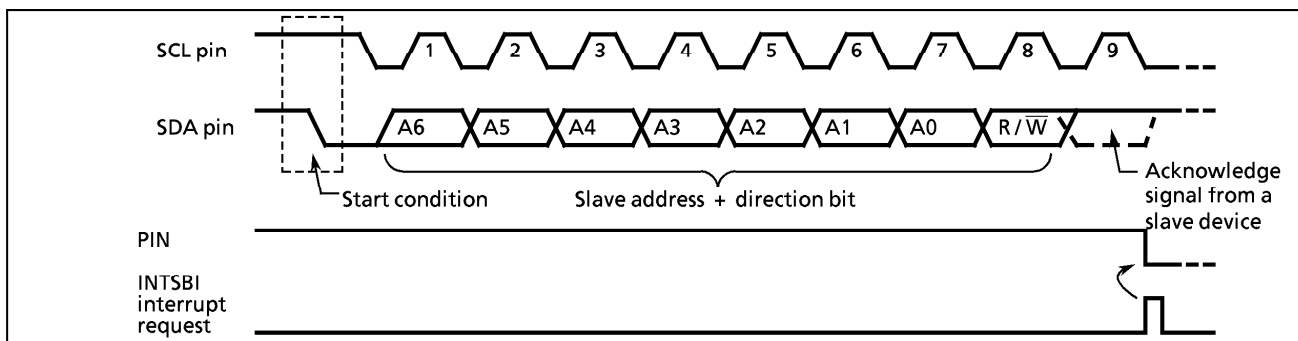 SCL pin
1 2 3 4 5 6 7 8 9
SDA pin
A6 A5 A4 A3 A2 A1 A0 R / W̅
Start condition
Slave address + direction bit
Acknowledge
signal from a
slave device
PIN
INTSBI
interrupt
request